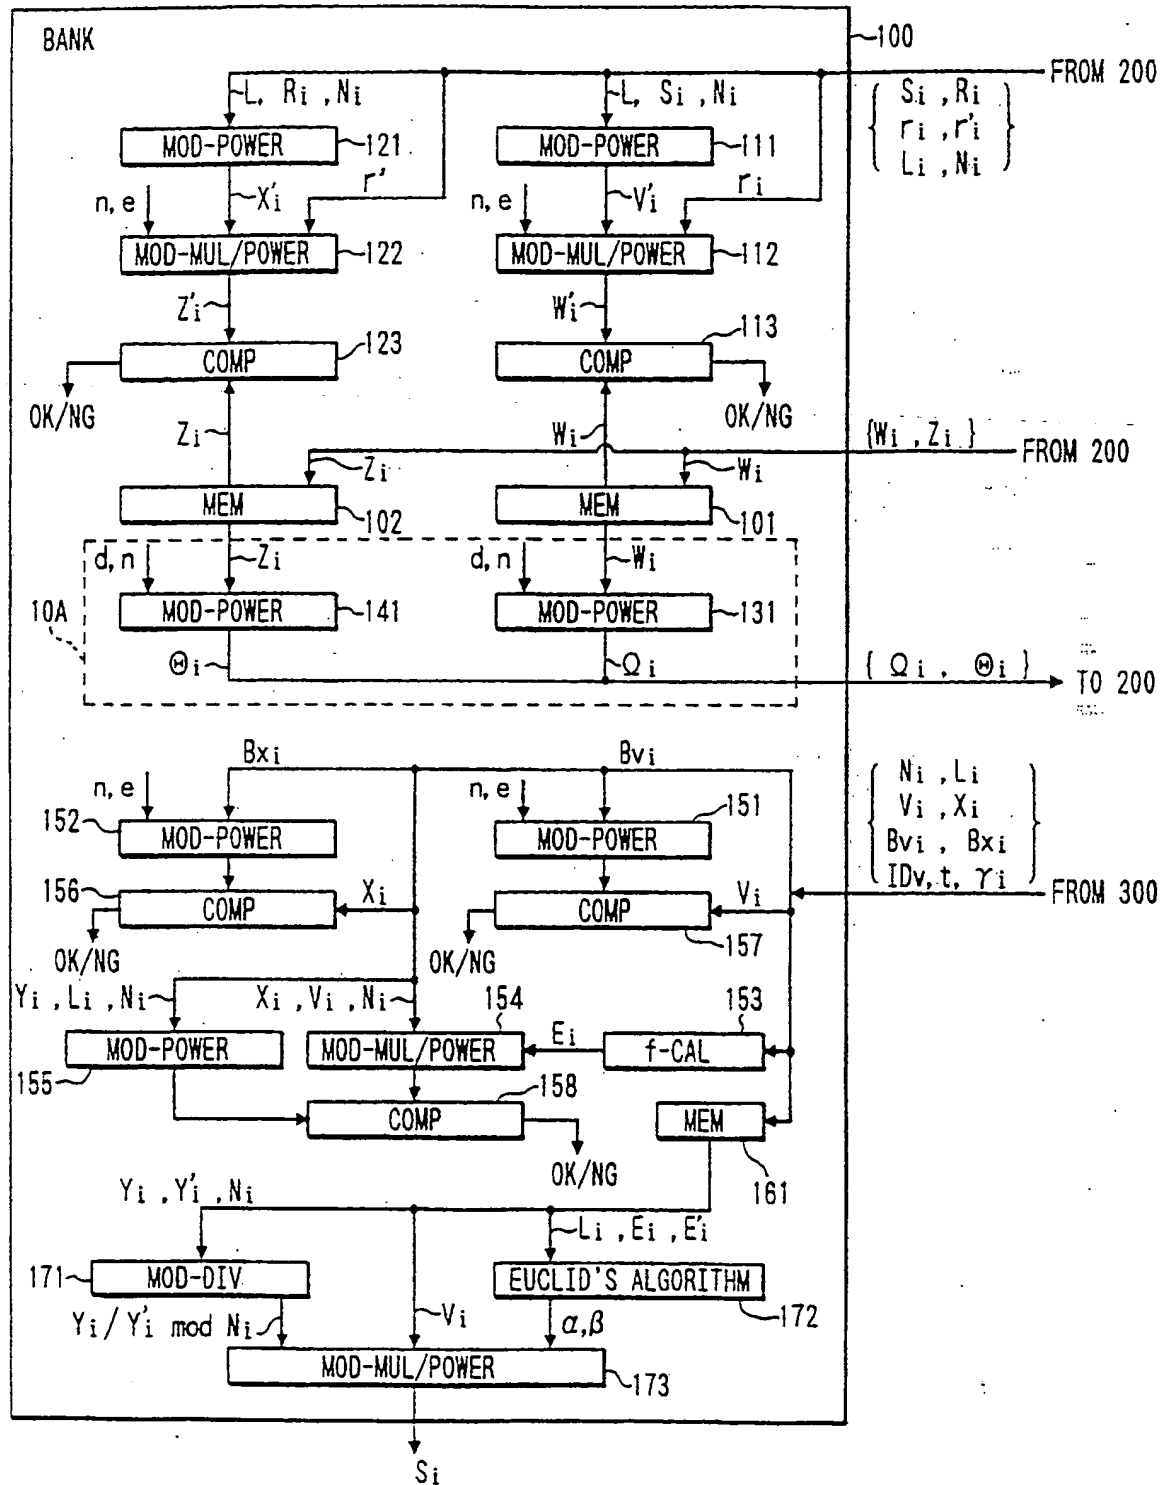 BANK
100
FROM 200
L, Ri , Ni
L, Si , Ni
{ Si , Ri
ri , r'i
Li , Ni }
MOD-POWER
121
MOD-POWER
111
r'
ri
n, e
X'i
n, e
V'i
MOD-MUL/POWER
122
MOD-MUL/POWER
112
Z'i
W'i
113
COMP
123
COMP
OK/NG
OK/NG
Zi
Wi
{Wi , Zi }
FROM 200
Zi
Wi
MEM
102
MEM
101
d, n
Zi
d, n
Wi
10A
MOD-POWER
141
MOD-POWER
131
Θi
Ωi
{ Ωi , Θi }
TO 200
Bxi
Bvi
n, e
n, e
{ Ni , Li
Vi , Xi
Bvi , Bxi
IDv, t, γi }
FROM 300
152
MOD-POWER
151
MOD-POWER
156
COMP
Xi
COMP
Vi
157
OK/NG
OK/NG
Yi , Li , Ni
Xi , Vi , Ni
154
153
MOD-POWER
155
MOD-MUL/POWER
Ei
f-CAL
158
COMP
MEM
161
OK/NG
Yi , Y'i , Ni
Li , Ei , E'i
171
MOD-DIV
EUCLID'S ALGORITHM
172
Yi / Y'i mod Ni
Vi
α,β
MOD-MUL/POWER
173
Si